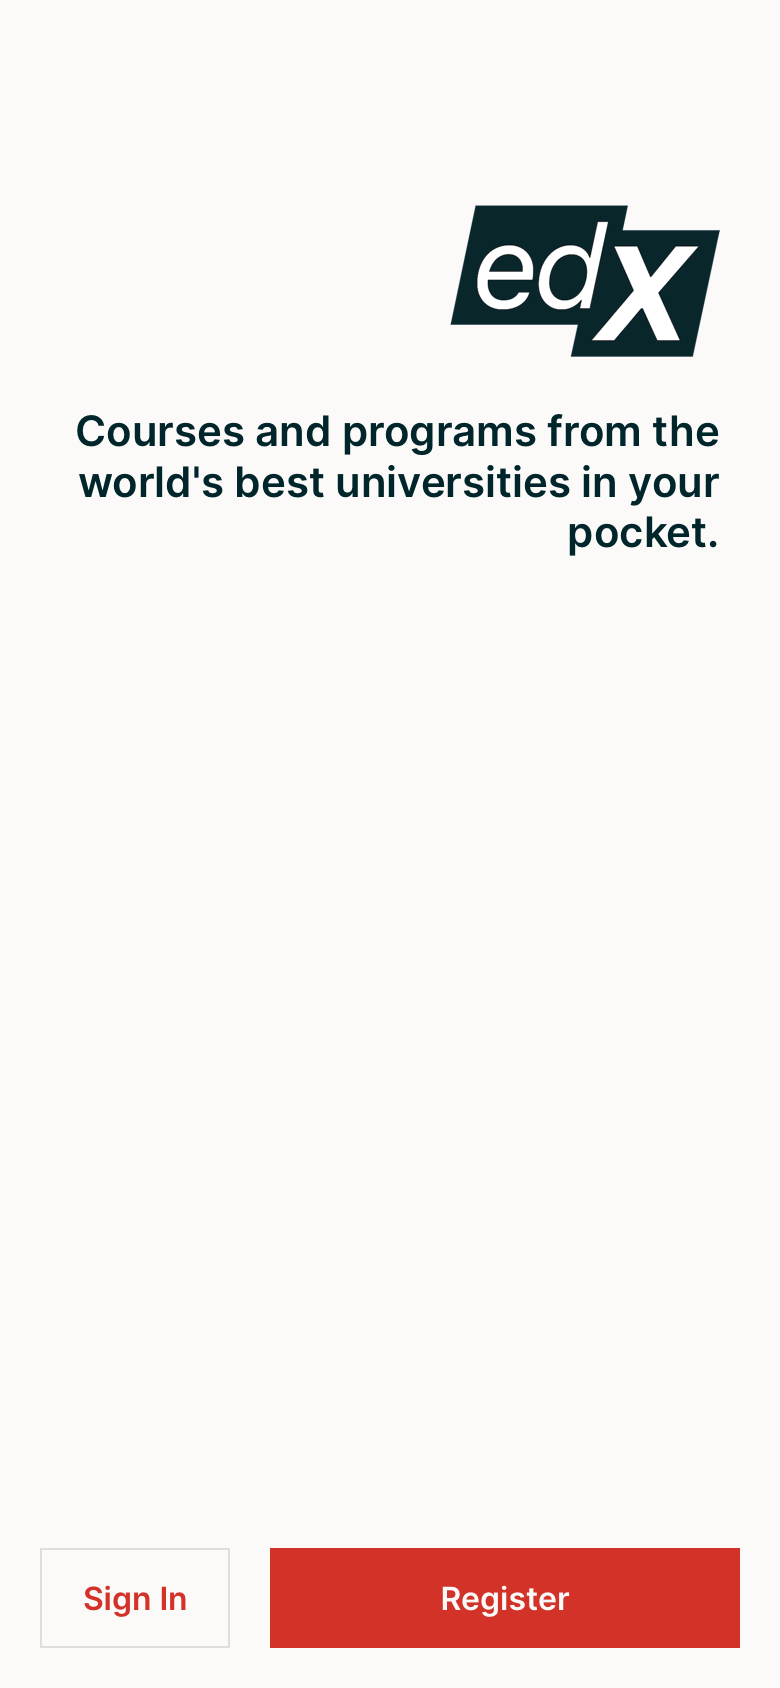 edX
Courses and programs from the
world's best universities in your
pocket.
Sign In
Register